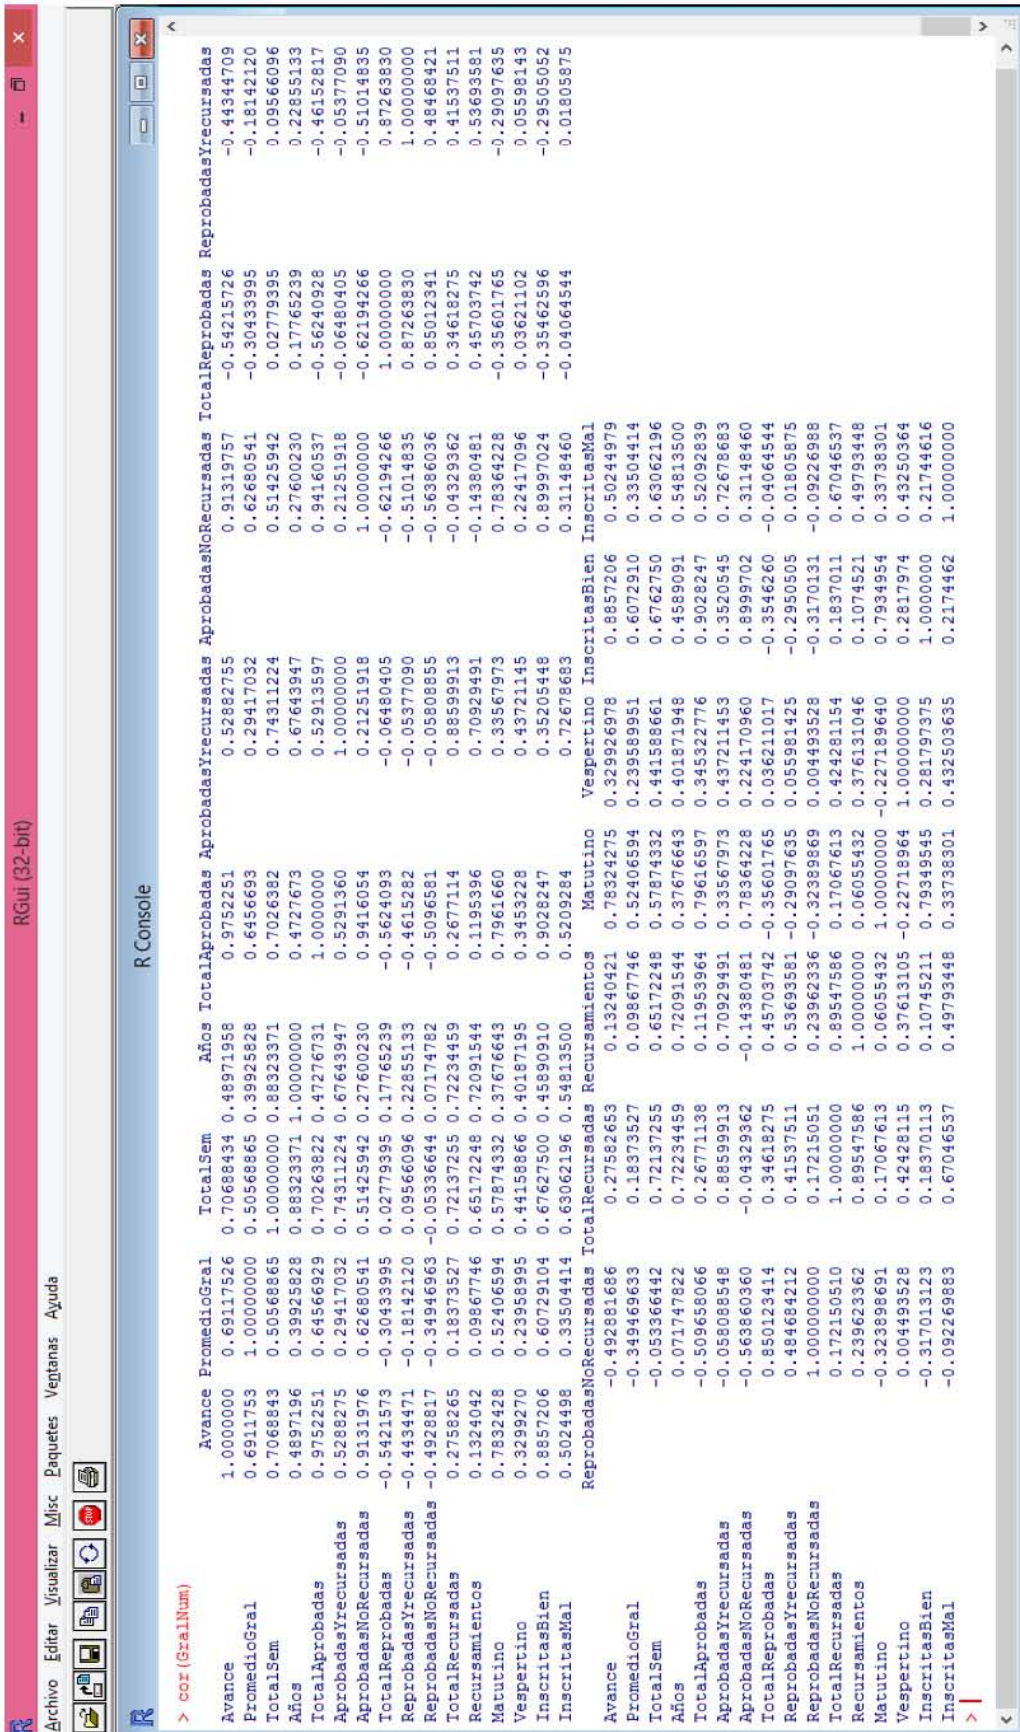 RGui (32-bit)
Archivo Editar Visualizar Misc Paquetes Ventanas Ayuda
STOP
R Console
> cor(GralNum)
Avance PromedioGral TotalSem Años TotalAprobadas AprobadasYrecursadas AprobadasNoRecursadas TotalReprobadas ReprobadasYrecursadas
Avance 1.0000000 0.69117526 0.70688434 0.48971958 0.9752251 0.52882755 0.91319757 -0.54215726 -0.44344709
PromedioGral 0.6911753 1.00000000 0.50568865 0.39925828 0.6456693 0.29417032 0.62680541 -0.30433995 -0.18142120
TotalSem 0.7068843 0.50568865 1.00000000 0.88323371 0.7026382 0.74311224 0.51425942 0.02779395 0.09566096
Años 0.4897196 0.39925828 0.88323371 1.00000000 0.4727673 0.67643947 0.27600230 0.17765239 0.22855133
TotalAprobadas 0.9752251 0.64566929 0.70263822 0.47276731 1.0000000 0.52913597 0.94160537 -0.56240928 -0.46152817
AprobadasYrecursadas 0.5288275 0.29417032 0.74311224 0.67643947 0.5291360 1.00000000 0.21251918 -0.06480405 -0.05377090
AprobadasNoRecursadas 0.9131976 0.62680541 0.51425942 0.27600230 0.9416054 0.21251918 1.00000000 -0.62194266 -0.51014835
TotalReprobadas -0.5421573 -0.30433995 0.02779395 0.17765239 -0.5624093 -0.06480405 -0.62194266 1.00000000 0.87263830
ReprobadasYrecursadas -0.4434471 -0.18142120 0.09566096 0.22855133 -0.4615282 -0.05377090 -0.51014835 0.87263830 1.00000000
ReprobadasNoRecursadas -0.4928817 -0.34946963 -0.05336644 0.07174782 -0.5096581 -0.05808855 -0.56386036 0.85012341 0.48468421
TotalRecursadas 0.2758265 0.18373527 0.72137255 0.72234459 0.2677114 0.88599913 -0.04329362 0.34618275 0.41537511
Recursamientos 0.1324042 0.09867746 0.65172248 0.72091544 0.1195396 0.70929491 -0.14380481 0.45703742 0.53693581
Matutino 0.7832428 0.52406594 0.57874332 0.37676643 0.7961660 0.33567973 0.78364228 -0.35601765 -0.29097635
Vespertino 0.3299270 0.23958995 0.44158866 0.40187195 0.3453228 0.43721145 0.22417096 0.03621102 0.05598143
InscritasBien 0.8857206 0.60729104 0.67627500 0.45890910 0.9028247 0.35205448 0.89997024 -0.35462596 -0.29505052
InscritasMal 0.5024498 0.33504414 0.63062196 0.54813500 0.5209284 0.72678683 0.31148460 -0.04064544 0.01805875
ReprobadasNoRecursadas TotalRecursadas Recursamientos Matutino Vespertino InscritasBien InscritasMal
Avance -0.492881686 0.27582653 0.13240421 0.78324275 0.329926978 0.8857206 0.50244979
PromedioGral -0.349469633 0.18373527 0.09867746 0.52406594 0.239589951 0.6072910 0.33504414
TotalSem -0.053366442 0.72137255 0.65172248 0.57874332 0.441588661 0.6762750 0.63062196
Años 0.071747822 0.72234459 0.72091544 0.37676643 0.401871948 0.4589091 0.54813500
TotalAprobadas -0.509658066 0.26771138 0.11953964 0.79616597 0.345322776 0.9028247 0.52092839
AprobadasYrecursadas -0.058088548 0.88599913 0.70929491 0.33567973 0.437211453 0.3520545 0.72678683
AprobadasNoRecursadas -0.563860360 -0.04329362 -0.14380481 0.78364228 0.224170960 0.8999702 0.31148460
TotalReprobadas 0.850123414 0.34618275 0.45703742 -0.35601765 0.036211017 -0.3546260 -0.04064544
ReprobadasYrecursadas 0.484684212 0.41537511 0.53693581 -0.29097635 0.055981425 -0.2950505 0.01805875
ReprobadasNoRecursadas 1.000000000 0.17215051 0.23962336 -0.32389869 0.004493528 -0.3170131 -0.09226988
TotalRecursadas 0.172150510 1.00000000 0.89547586 0.17067613 0.424281154 0.1837011 0.67046537
Recursamientos 0.239623362 0.89547586 1.00000000 0.06055432 0.376131046 0.1074521 0.49793448
Matutino -0.323898691 0.17067613 0.06055432 1.00000000 -0.227189640 0.7934954 0.33738301
Vespertino 0.004493528 0.42428115 0.37613105 -0.22718964 1.000000000 0.2817974 0.43250364
InscritasBien -0.317013123 0.18370113 0.10745211 0.79349545 0.281797375 1.0000000 0.21744616
InscritasMal -0.092269883 0.67046537 0.49793448 0.33738301 0.432503635 0.2174462 1.00000000
>